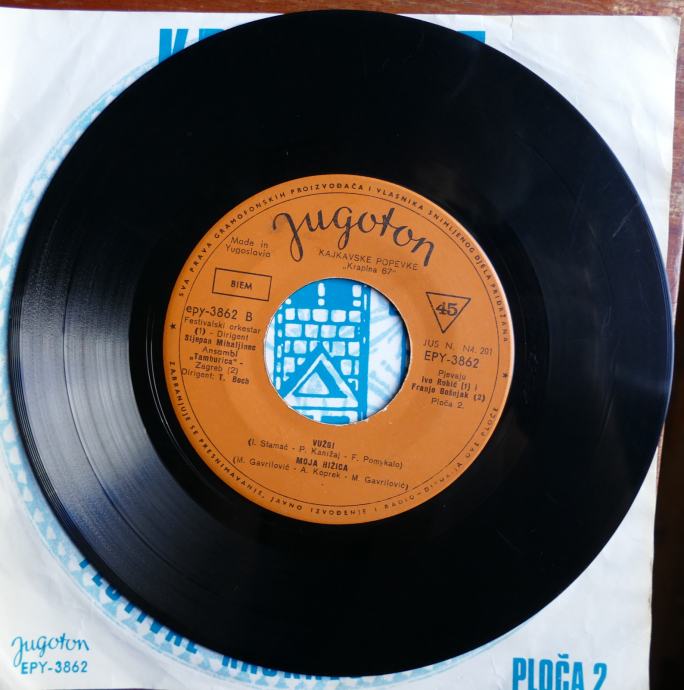 SVA PRAVA GRAMOFONSKIH PROIZVOĐAČA I VLASNIKA SNIMLJENOG DJELA PRIDRŽANA
Jugoton
Made in
Yugoslavia
KAJKAVSKE POPEVKE
„Krapina 67"
BIEM
45
epy-3862 B
Festivalski orkestar
(1) - Dirigent
Stjepan Mihaljinec
Ansambl
„Tamburica" -
Zagreb (2)
Dirigent: T. Bach
JUS N. N4. 201
EPY-3862
Pjevaju
Ivo Robić (1) i
Franjo Bošnjak (2)
Ploča 2.
VUŽGI
(I. Stamać - P. Kanižaj - F. Pomykalo)
MOJA HIŽICA
(M. Gavrilović - A. Koprek - M. Gavrilović)
ZABRANJUJE SE PRESNIMAVANJE, JAVNO IZVOĐENJE I RADIO-DIFUZIJA OVE PLOČE
Jugoton
EPY-3862
PLOČA 2